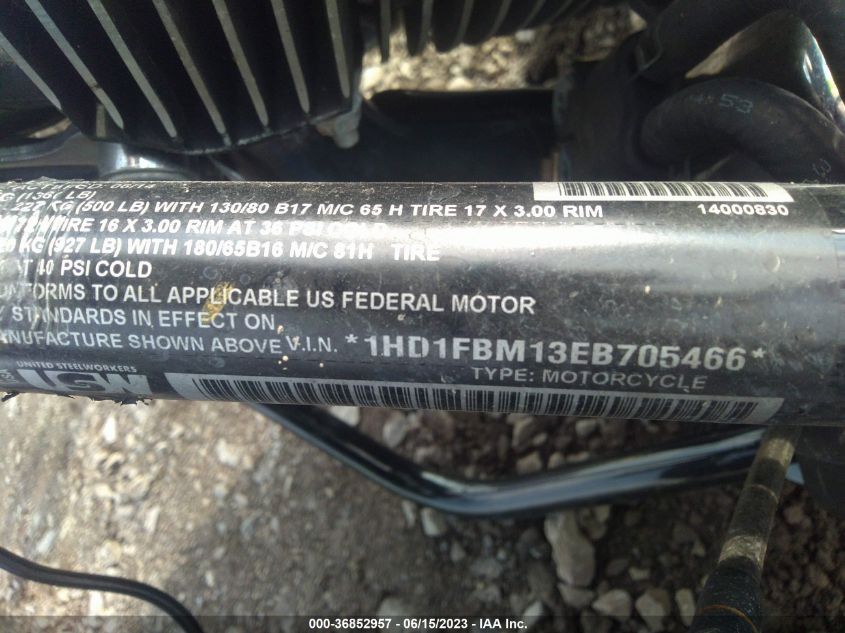 14000830
227 KG (500 LB) WITH 130/80 B17 M/C 65 H TIRE 17 X 3.00 RIM
TIRE 16 X 3.00 RIM AT 36 PSI COLD
KG (927 LB) WITH 180/65B16 M/C 81H TIRE
AT 40 PSI COLD
TO ALL APPLICABLE US FEDERAL MOTOR
STANDARDS IN EFFECT ON
SHOWN ABOVE V.I.N. *1HD1FBM13EB705466*
UNITED STEELWORKERS
TYPE: MOTORCYCLE
000-36852957 - 06/15/2023 - IAA Inc.